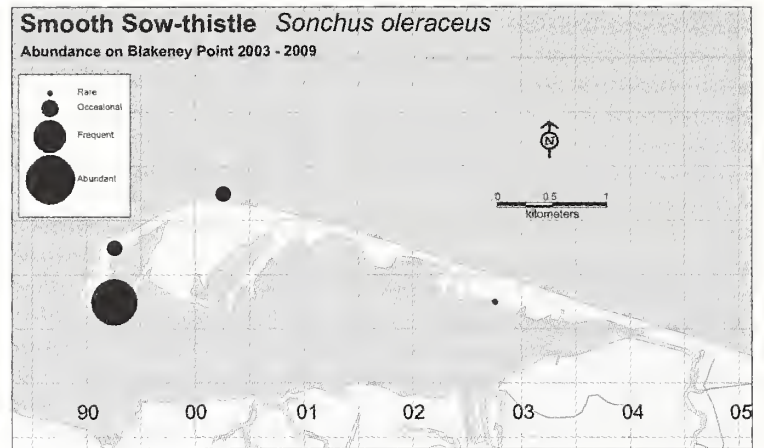 Smooth Sow-thistle Sonchus oleraceus
Abundance on Blakeney Point 2003 - 2009
Rare
Occasional
Frequent
Abundant
N
0 0.5 1
kilometers
90 00 01 02 03 04 05